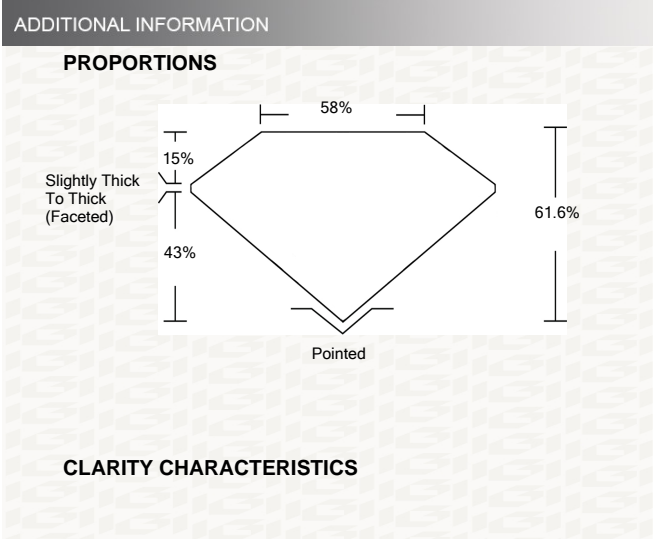 ADDITIONAL INFORMATION
PROPORTIONS
58%
15%
Slightly Thick
To Thick
(Faceted)
61.6%
43%
Pointed
CLARITY CHARACTERISTICS